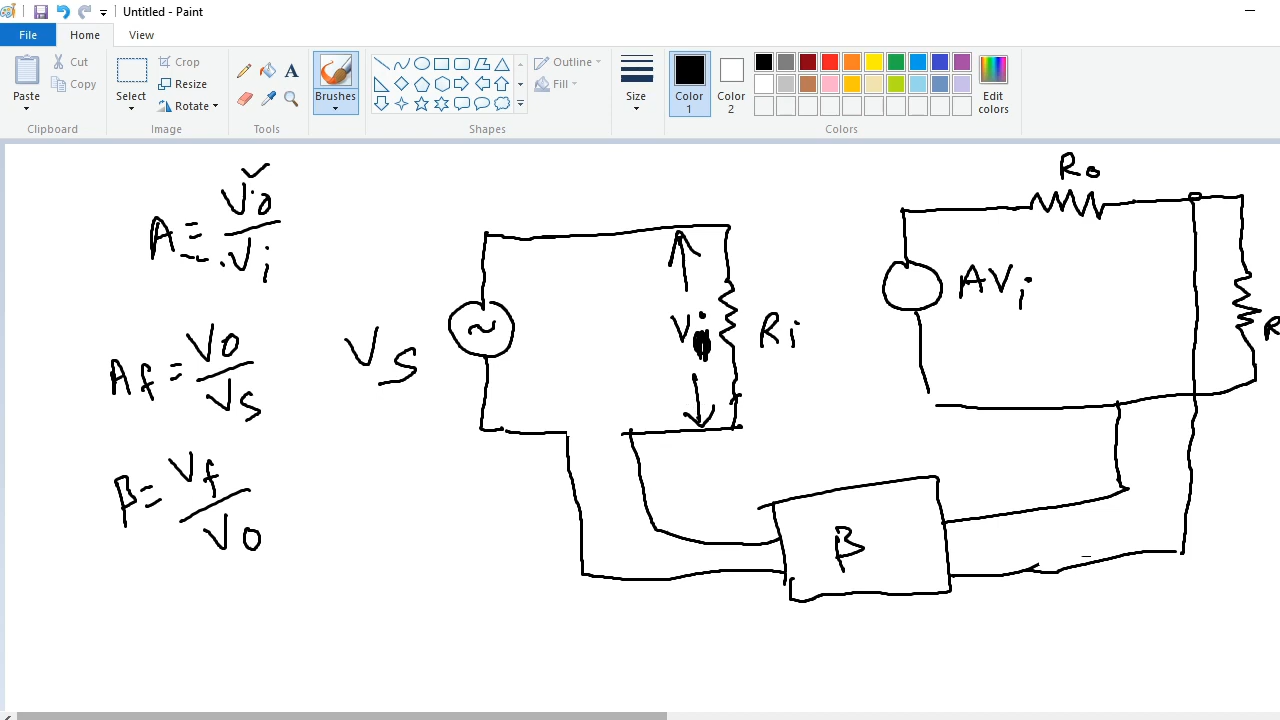 Untitled - Paint
File Home View
Paste Cut Copy
Clipboard
Select Crop Resize Rotate
Image
A
Tools
Brushes
Outline Fill
Shapes
Size
Color 1 Color 2
Edit colors
Colors
A = Vo / Vi
Af = Vo / Vs
β = Vf / Vo
Vs
Vi
Ri
Ro
AVi
R
β